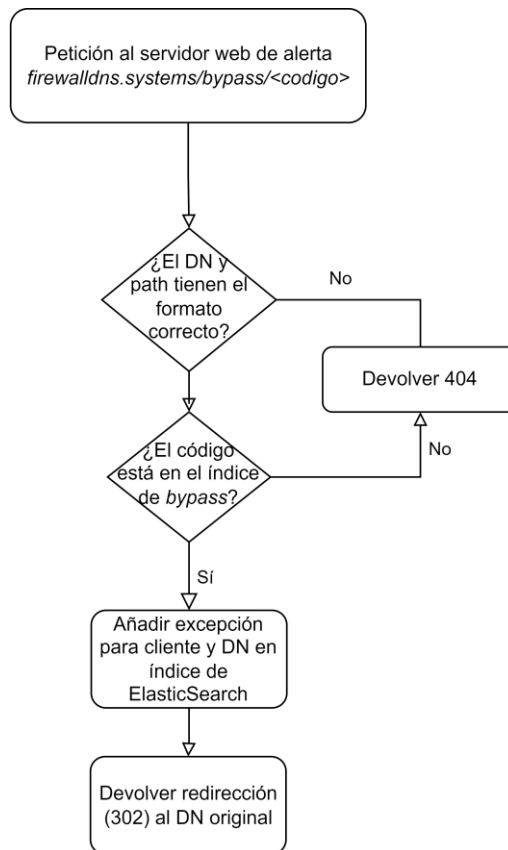 Petición al servidor web de alerta
firewalldns.systems/bypass/<codigo>
¿El DN y
path tienen el
formato
correcto?
No
Devolver 404
¿El código
está en el índice
de bypass?
No
Sí
Añadir excepción
para cliente y DN en
índice de
ElasticSearch
Devolver redirección
(302) al DN original